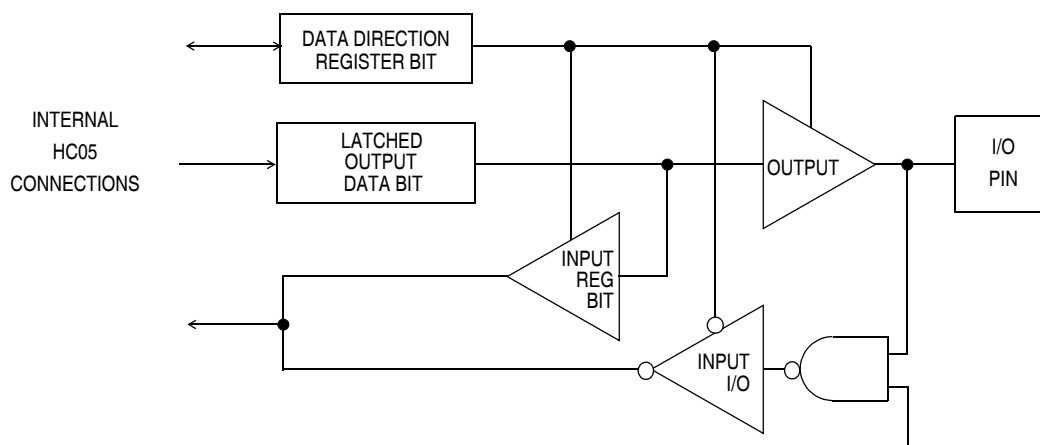 DATA DIRECTION
REGISTER BIT
INTERNAL
HC05
CONNECTIONS
LATCHED
OUTPUT
DATA BIT
OUTPUT
I/O
PIN
INPUT
REG
BIT
INPUT
I/O